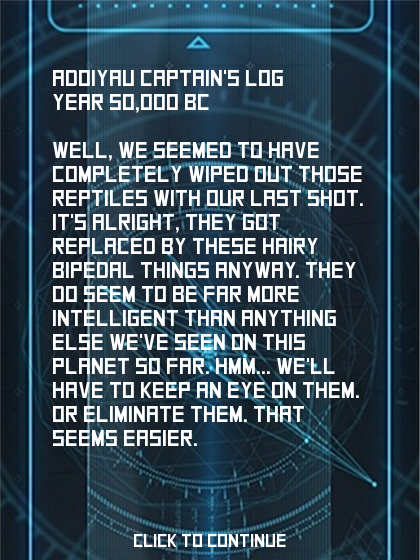 ADDIYAU CAPTAIN'S LOG
YEAR 50,000 BC
WELL, WE SEEMED TO HAVE
COMPLETELY WIPED OUT THOSE
REPTILES WITH OUR LAST SHOT.
IT'S ALRIGHT, THEY GOT
REPLACED BY THESE HAIRY
BIPEDAL THINGS ANYWAY. THEY
DO SEEM TO BE FAR MORE
INTELLIGENT THAN ANYTHING
ELSE WE'VE SEEN ON THIS
PLANET SO FAR. HMM... WE'LL
HAVE TO KEEP AN EYE ON THEM.
OR ELIMINATE THEM. THAT
SEEMS EASIER.
CLICK TO CONTINUE